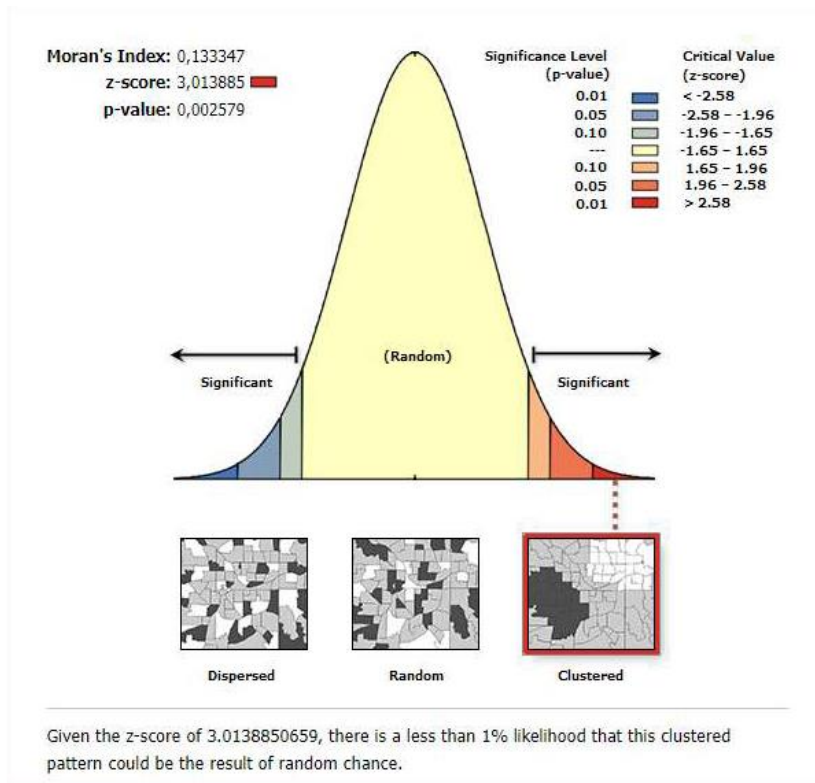 Moran's Index: 0,133347
z-score: 3,013885
p-value: 0,002579
Significance Level
(p-value)
Critical Value
(z-score)
0.01 < -2.58
0.05 -2.58 – -1.96
0.10 -1.96 – -1.65
--- -1.65 – 1.65
0.10 1.65 – 1.96
0.05 1.96 – 2.58
0.01 > 2.58
Significant
(Random)
Significant
Dispersed
Random
Clustered
Given the z-score of 3.0138850659, there is a less than 1% likelihood that this clustered
pattern could be the result of random chance.